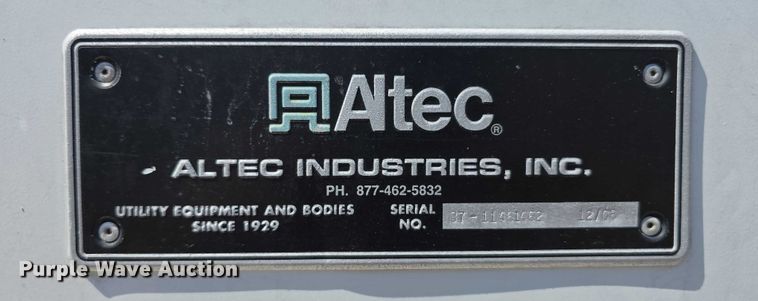 Altec®
ALTEC INDUSTRIES, INC.
PH. 877-462-5832
UTILITY EQUIPMENT AND BODIES
SINCE 1929
SERIAL
NO.
Purple Wave Auction